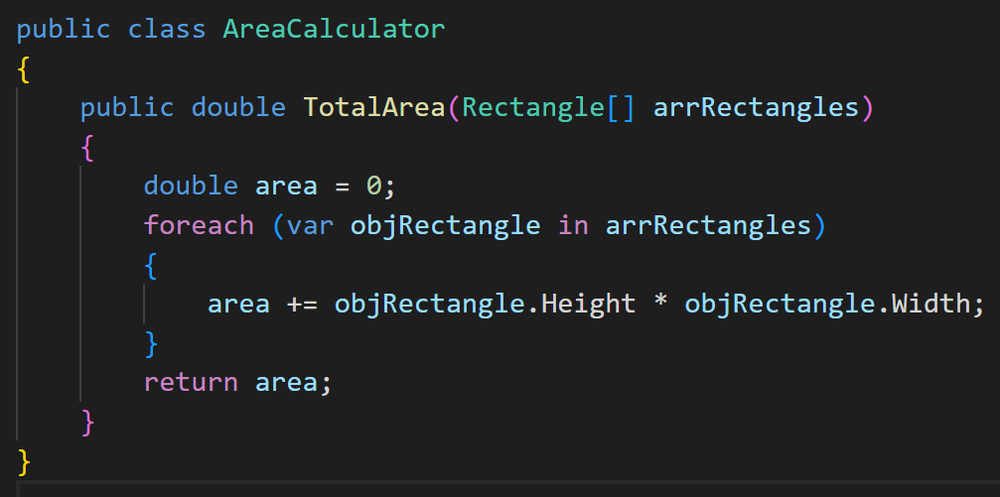 public class AreaCalculator
{
    public double TotalArea(Rectangle[] arrRectangles)
    {
        double area = 0;
        foreach (var objRectangle in arrRectangles)
        {
            area += objRectangle.Height * objRectangle.Width;
        }
        return area;
    }
}